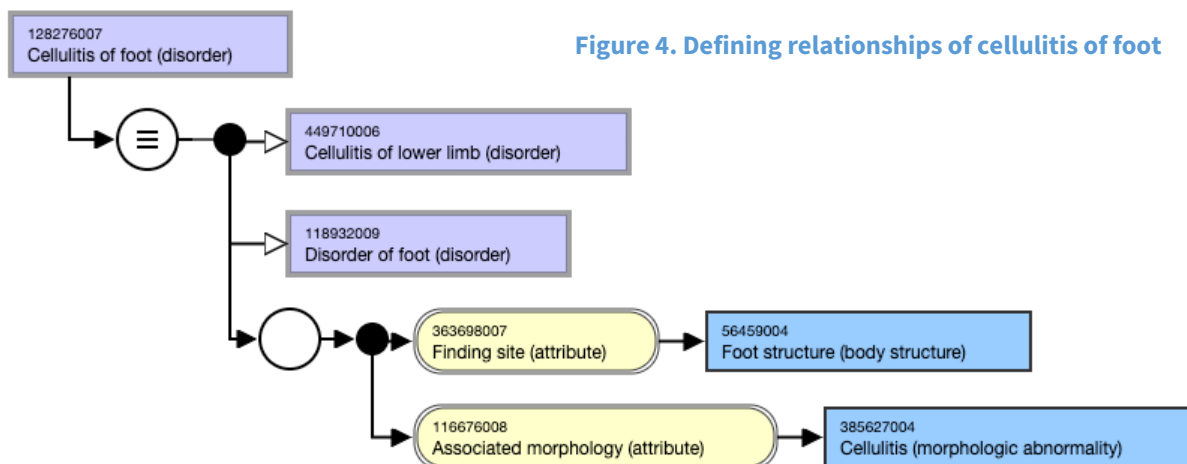 128276007
Cellulitis of foot (disorder)
Figure 4. Defining relationships of cellulitis of foot
449710006
Cellulitis of lower limb (disorder)
118932009
Disorder of foot (disorder)
363698007
Finding site (attribute)
56459004
Foot structure (body structure)
116676008
Associated morphology (attribute)
385627004
Cellulitis (morphologic abnormality)